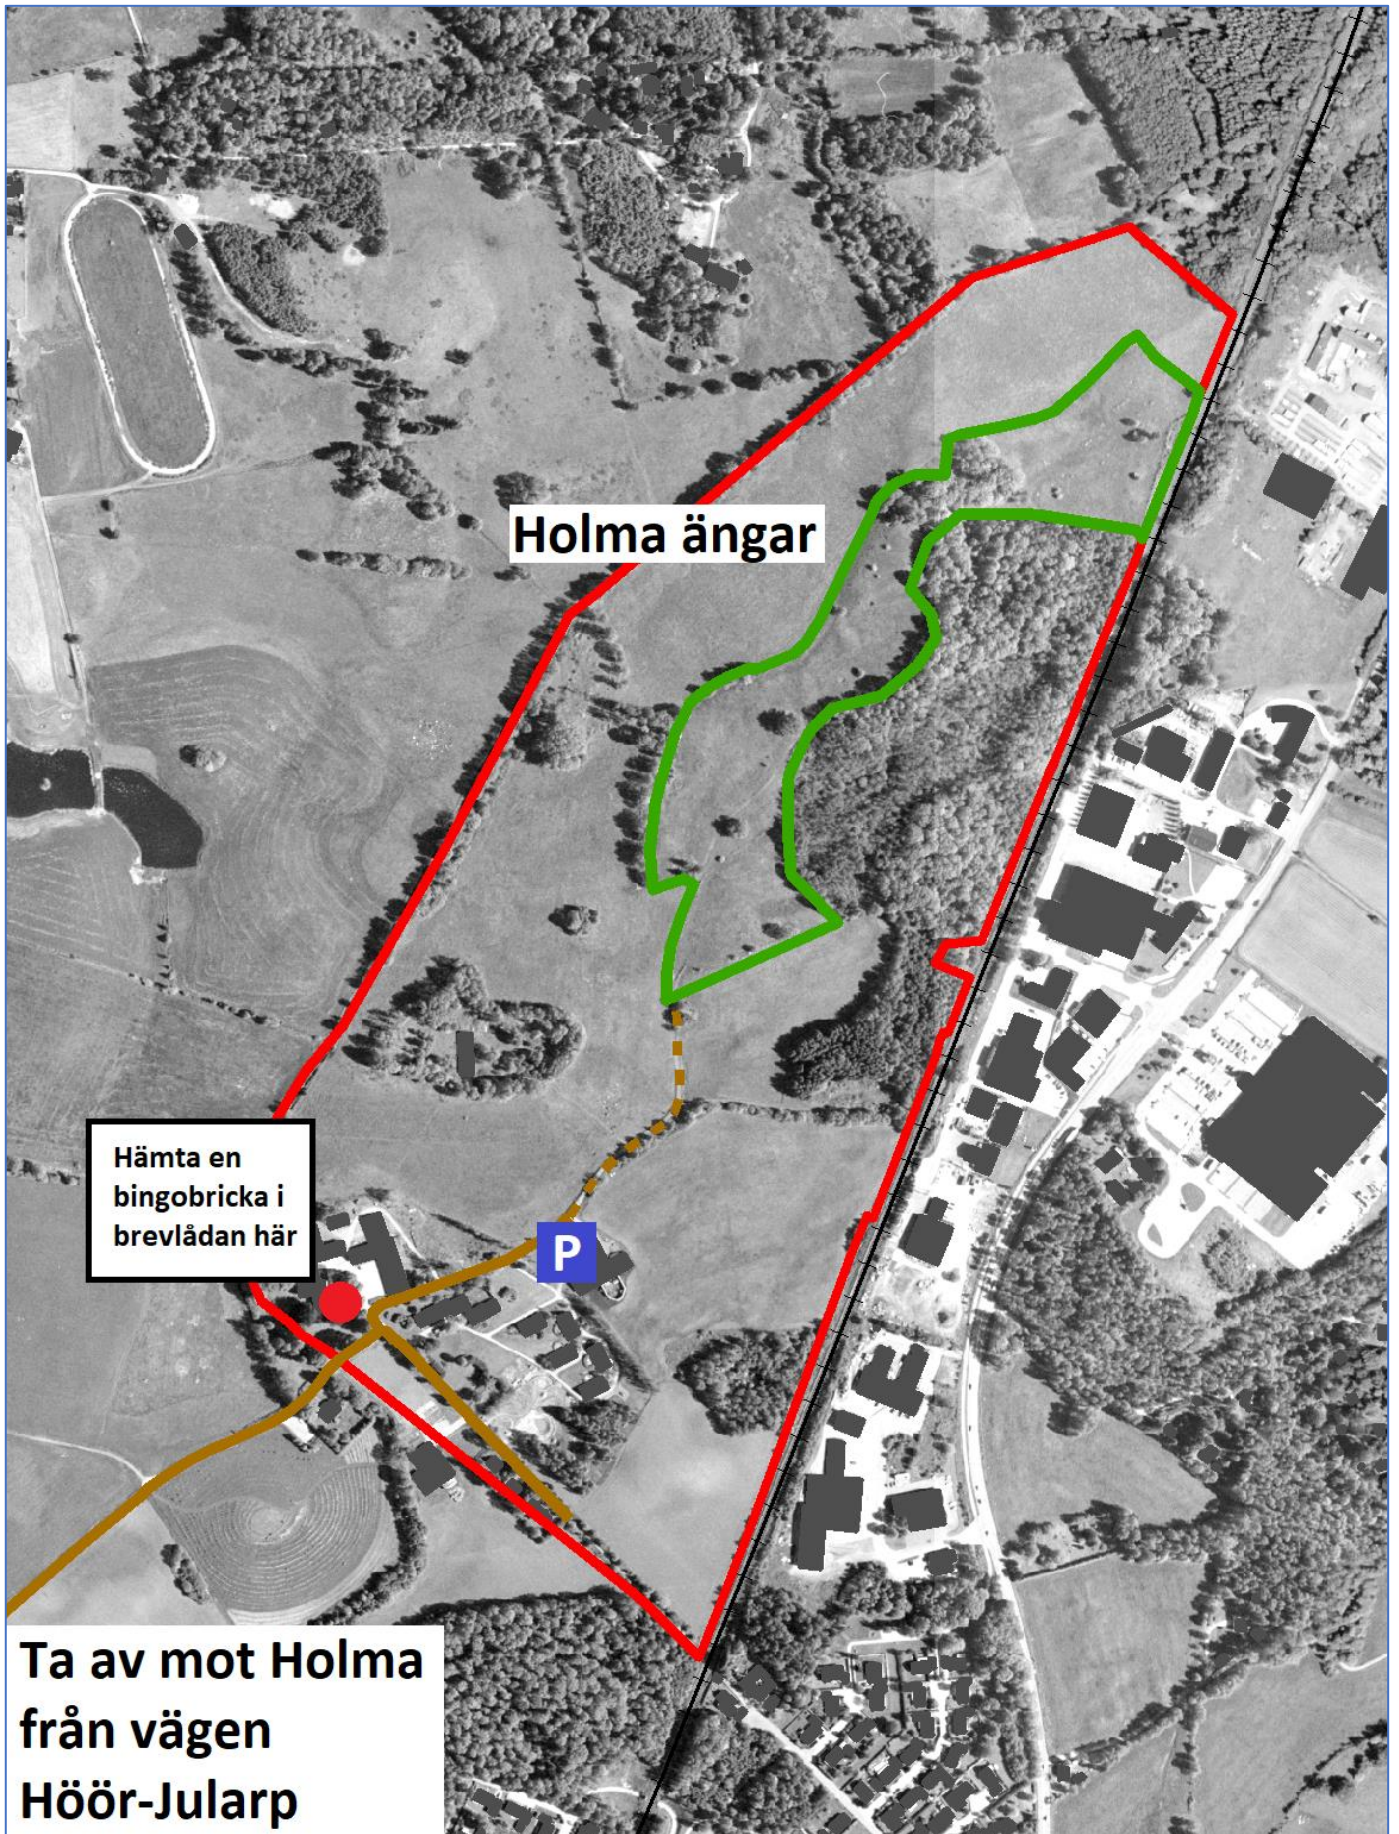 Holma ängar
Hämta en
bingobricka i
brevlådan här
P
Ta av mot Holma
från vägen
Höör-Jularp